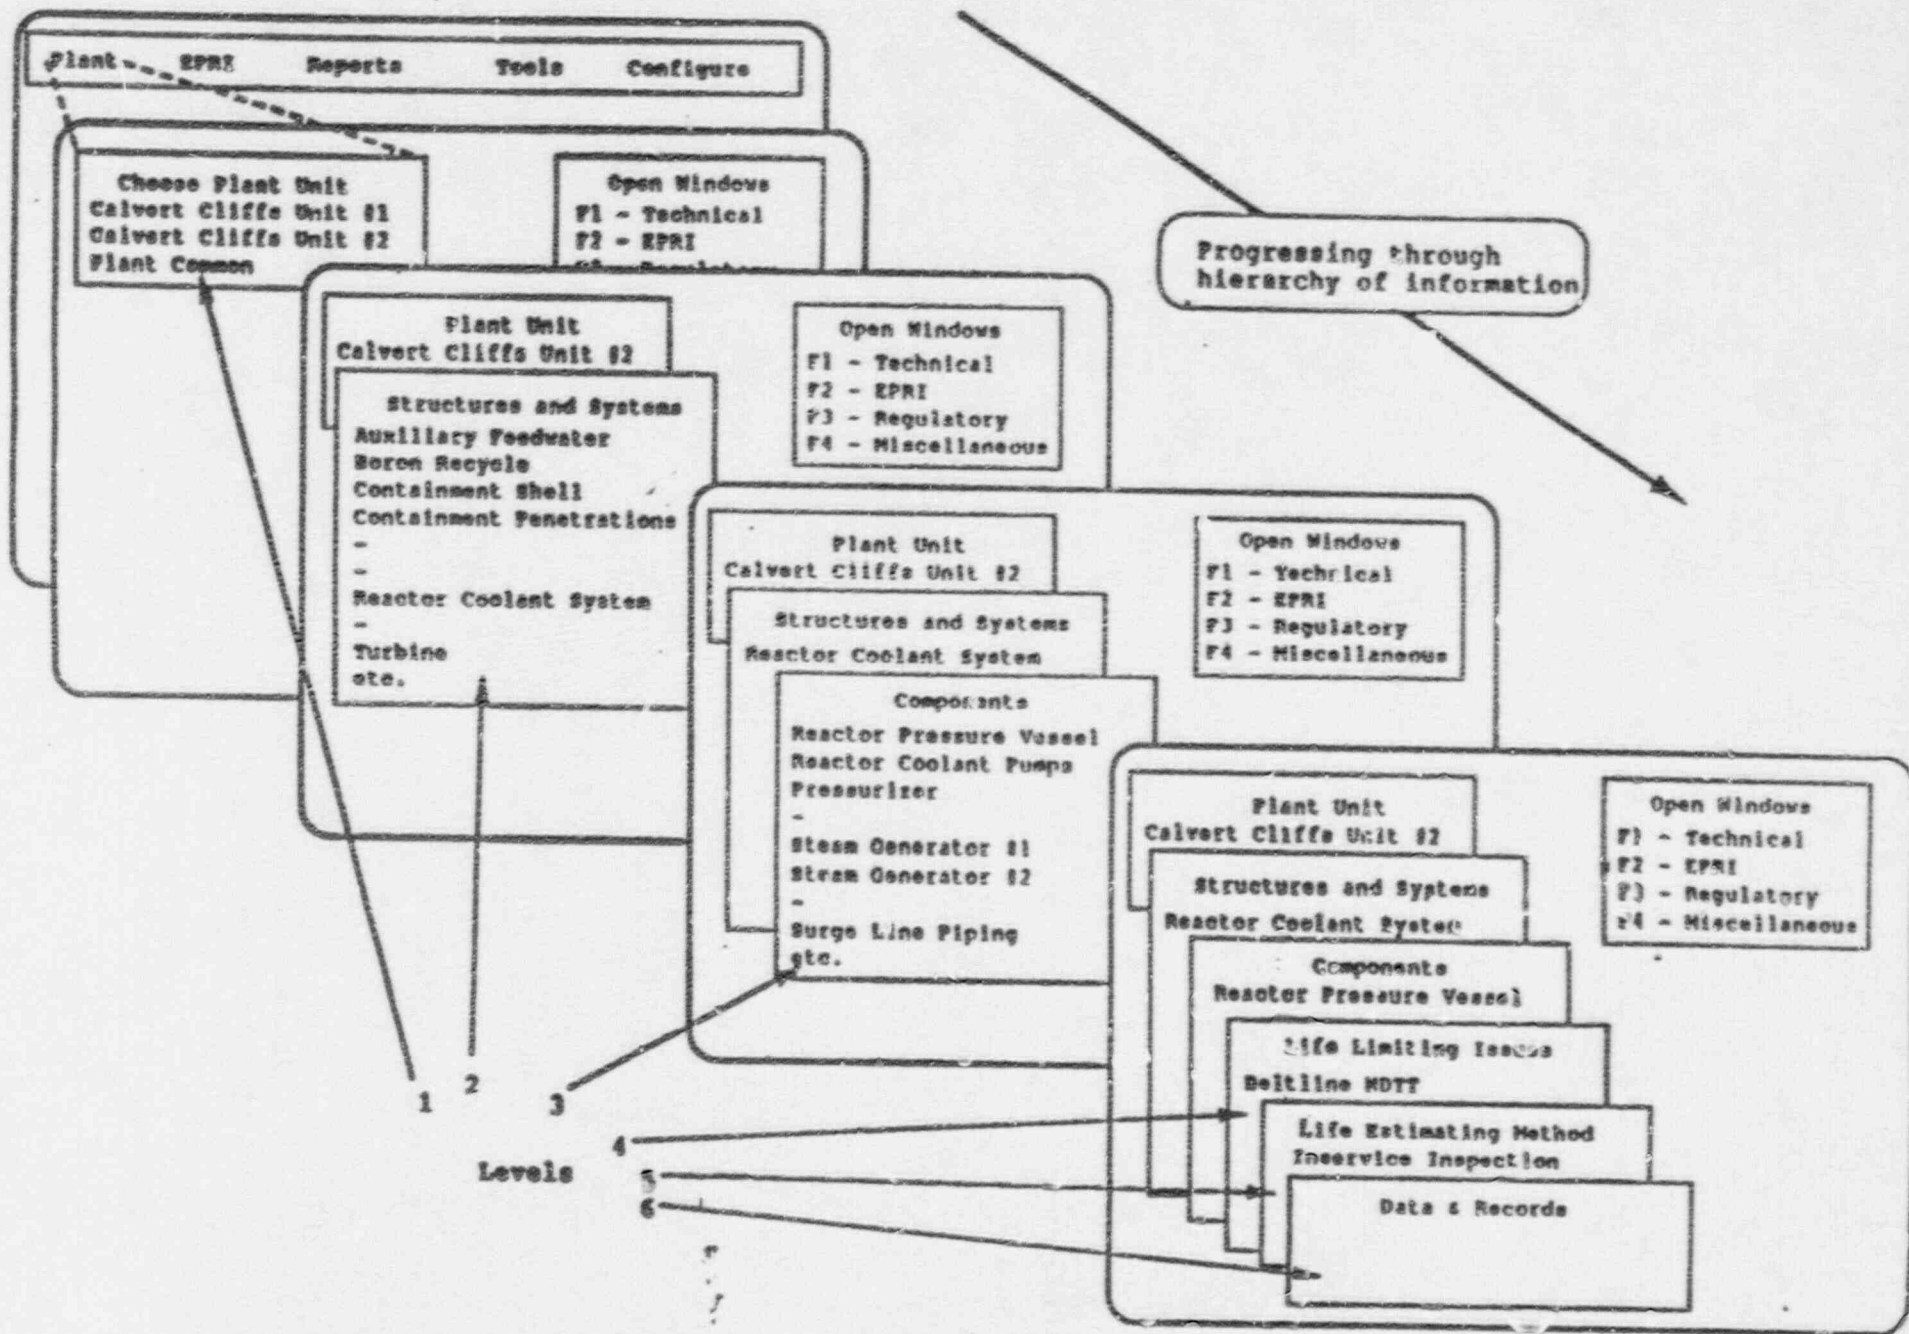 Plant EPRI Reports Tools Configure
Choose Plant Unit
Calvert Cliffs Unit #1
Calvert Cliffs Unit #2
Plant Common
Open Windows
F1 - Technical
F2 - EPRI
Regulatory
Progressing through
hierarchy of information
Plant Unit
Calvert Cliffs Unit #2
Structures and Systems
Auxiliary Feedwater
Boron Recycle
Containment Shell
Containment Penetrations
-
-
Reactor Coolant System
-
Turbine
etc.
Open Windows
F1 - Technical
F2 - EPRI
F3 - Regulatory
F4 - Miscellaneous
Plant Unit
Calvert Cliffs Unit #2
Structures and Systems
Reactor Coolant System
Components
Reactor Pressure Vessel
Reactor Coolant Pumps
Pressurizer
-
Steam Generator #1
Steam Generator #2
-
Surge Line Piping
etc.
Open Windows
F1 - Technical
F2 - EPRI
F3 - Regulatory
F4 - Miscellaneous
Plant Unit
Calvert Cliffs Unit #2
Structures and Systems
Reactor Coolant System
Components
Reactor Pressure Vessel
Life Limiting Issues
Beltline NDTT
Life Estimating Method
Inservice Inspection
Data & Records
Open Windows
F1 - Technical
F2 - EPRI
F3 - Regulatory
F4 - Miscellaneous
1
2
3
4
Levels
5
6